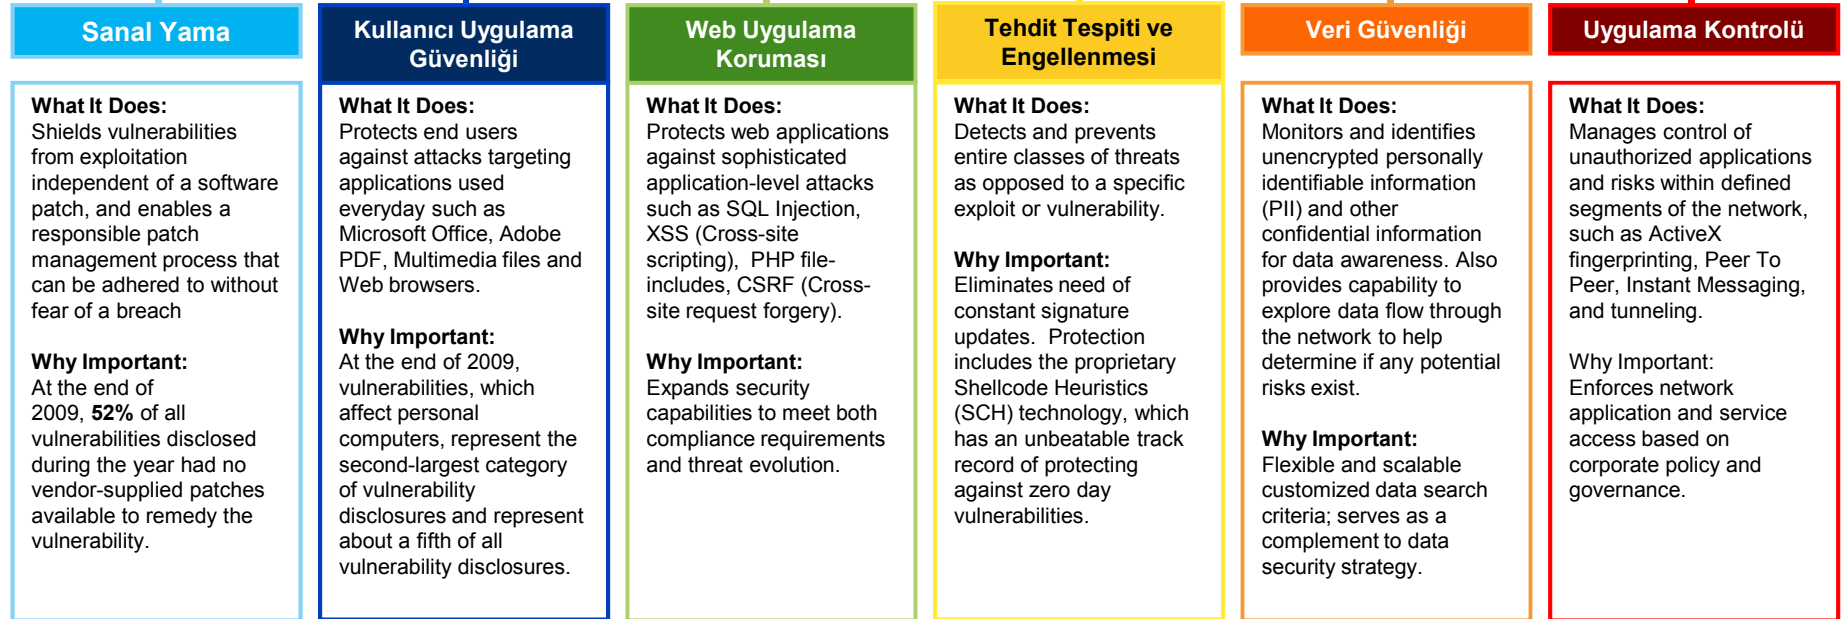 Sanal Yama
What It Does:
Shields vulnerabilities
from exploitation
independent of a software
patch, and enables a
responsible patch
management process that
can be adhered to without
fear of a breach
Why Important:
At the end of
2009, 52% of all
vulnerabilities disclosed
during the year had no
vendor-supplied patches
available to remedy the
vulnerability.
Kullanıcı Uygulama
Güvenliği
What It Does:
Protects end users
against attacks targeting
applications used
everyday such as
Microsoft Office, Adobe
PDF, Multimedia files and
Web browsers.
Why Important:
At the end of 2009,
vulnerabilities, which
affect personal
computers, represent the
second-largest category
of vulnerability
disclosures and represent
about a fifth of all
vulnerability disclosures.
Web Uygulama
Koruması
What It Does:
Protects web applications
against sophisticated
application-level attacks
such as SQL Injection,
XSS (Cross-site
scripting), PHP file-
includes, CSRF (Cross-
site request forgery).
Why Important:
Expands security
capabilities to meet both
compliance requirements
and threat evolution.
Tehdit Tespiti ve
Engellenmesi
What It Does:
Detects and prevents
entire classes of threats
as opposed to a specific
exploit or vulnerability.
Why Important:
Eliminates need of
constant signature
updates. Protection
includes the proprietary
Shellcode Heuristics
(SCH) technology, which
has an unbeatable track
record of protecting
against zero day
vulnerabilities.
Veri Güvenliği
What It Does:
Monitors and identifies
unencrypted personally
identifiable information
(PII) and other
confidential information
for data awareness. Also
provides capability to
explore data flow through
the network to help
determine if any potential
risks exist.
Why Important:
Flexible and scalable
customized data search
criteria; serves as a
complement to data
security strategy.
Uygulama Kontrolü
What It Does:
Manages control of
unauthorized applications
and risks within defined
segments of the network,
such as ActiveX
fingerprinting, Peer To
Peer, Instant Messaging,
and tunneling.
Why Important:
Enforces network
application and service
access based on
corporate policy and
governance.